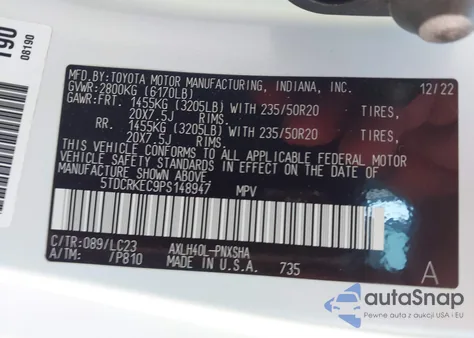 190
08190
MFD.BY:TOYOTA MOTOR MANUFACTURING, INDIANA, INC. 12/22
GVWR: 2800KG (6170LB)
GAWR:FRT. 1455KG (3205LB) WITH 235/50R20 TIRES,
20X7.5J RIMS.
RR. 1455KG (3205LB) WITH 235/50R20 TIRES,
20X7.5J RIMS.
THIS VEHICLE CONFORMS TO ALL APPLICABLE FEDERAL MOTOR
VEHICLE SAFETY STANDARDS IN EFFECT ON THE DATE OF
MANUFACTURE SHOWN ABOVE.
5TDCRKEC9PS148947 MPV
C/TR:089/LC23 AXLH40L-PNXSHA
A/TM: /P810 MADE IN U.S.A. 735 A
autoSnap
Pewne auta z aukcji USA i EU